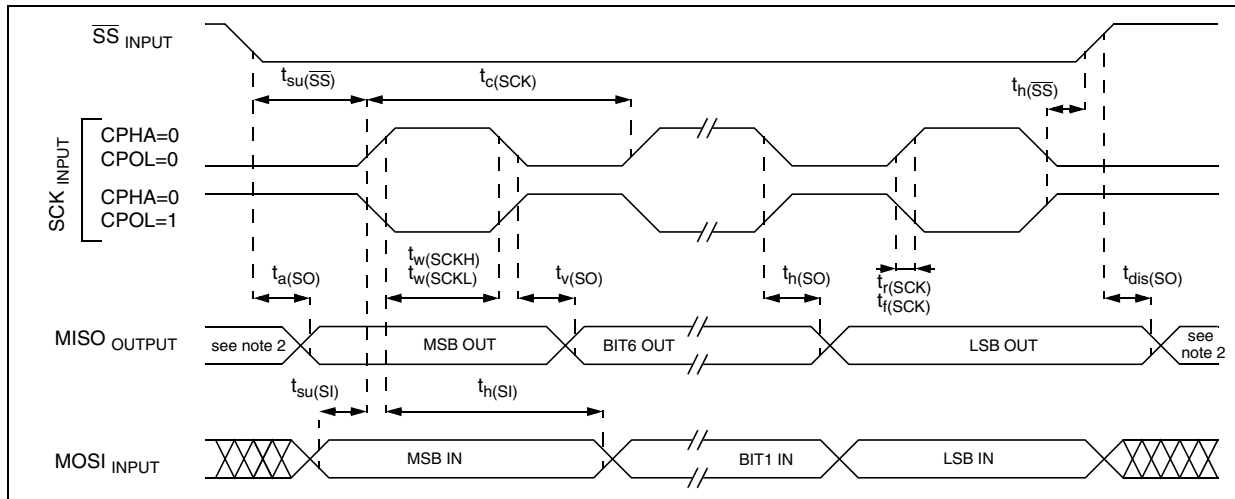 SS INPUT
tsu(SS)
tc(SCK)
th(SS)
SCK INPUT
CPHA=0
CPOL=0
CPHA=0
CPOL=1
ta(SO)
tw(SCKH)
tw(SCKL)
tv(SO)
th(SO)
tr(SCK)
tf(SCK)
tdis(SO)
MISO OUTPUT
see note 2
MSB OUT
BIT6 OUT
LSB OUT
see
note 2
tsu(SI)
th(SI)
MOSI INPUT
MSB IN
BIT1 IN
LSB IN